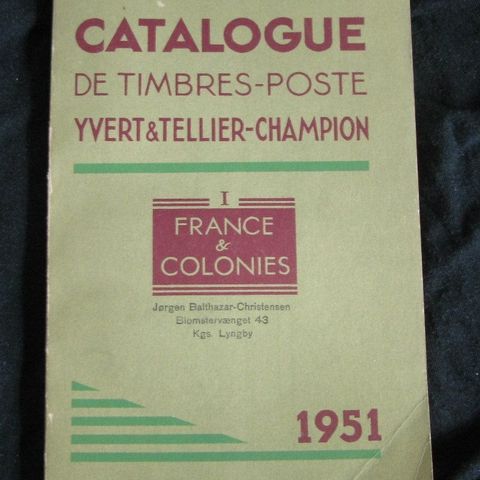 CATALOGUE
DE TIMBRES-POSTE
YVERT&TELLIER-CHAMPION
I
FRANCE
&
COLONIES
Jørgen Balthazar-Christensen
Blomstervænget 43
Kgs. Lyngby
1951